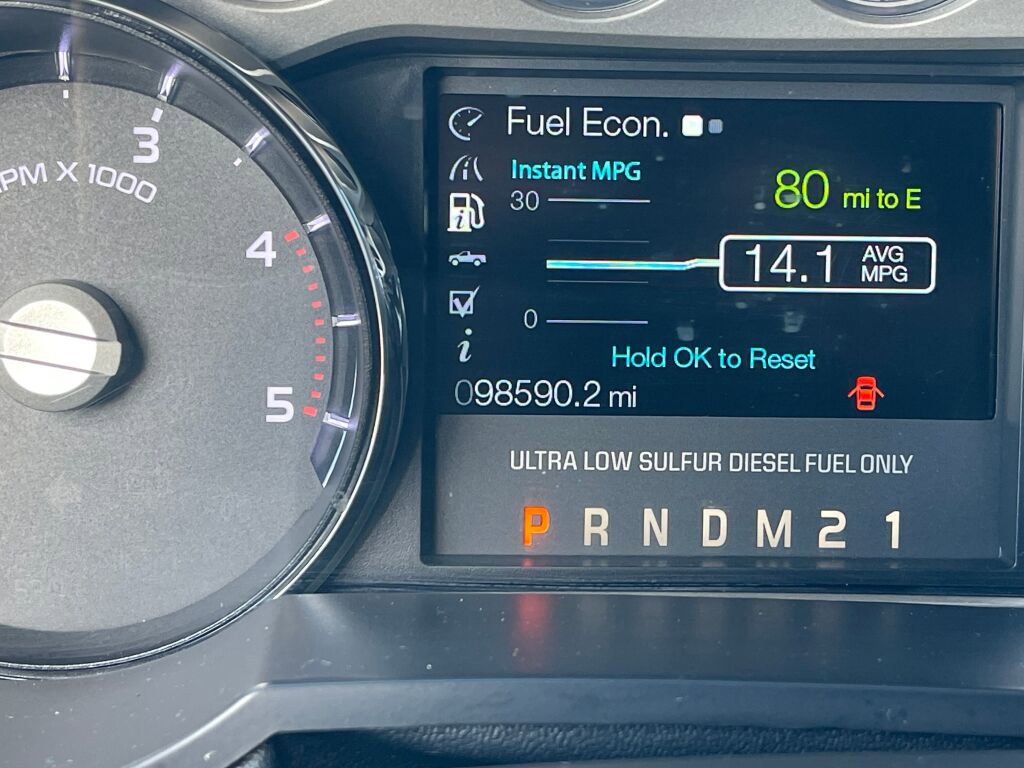 3
PM X 1000
4
5
Fuel Econ.
Instant MPG
30
80 mi to E
14.1 AVG MPG
0
Hold OK to Reset
098590.2 mi
ULTRA LOW SULFUR DIESEL FUEL ONLY
P R N D M 2 1